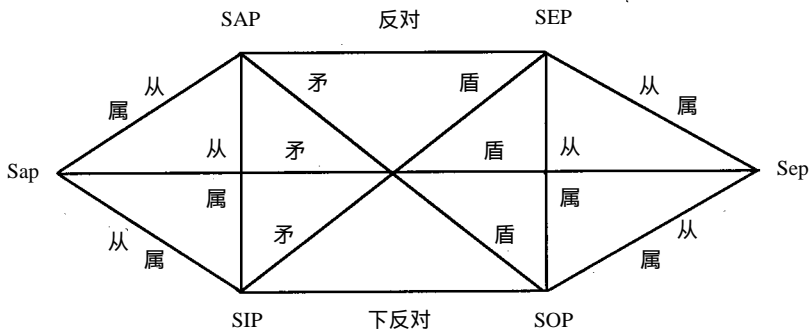 SAP 反对 SEP
矛 盾
从 从
属 属
Sap 从 矛 盾 从 Sep
属 属
从 矛 盾 从
属 属
SIP 下反对 SOP